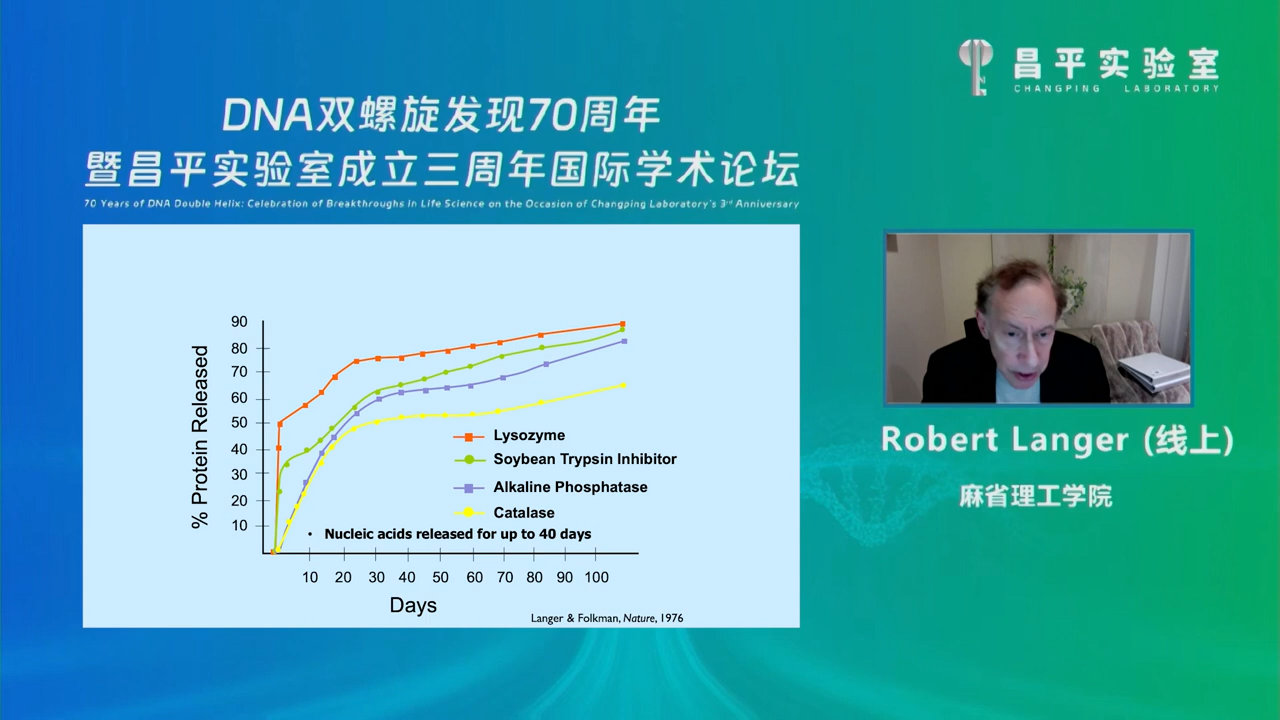 昌平实验室
CHANGPING LABORATORY
DNA双螺旋发现70周年
暨昌平实验室成立三周年国际学术论坛
70 Years of DNA Double Helix: Celebration of Breakthroughs in Life Science on the Occasion of Changping Laboratory's 3rd Anniversary
% Protein Released
90
80
70
60
50
40
30
20
10
Lysozyme
Soybean Trypsin Inhibitor
Alkaline Phosphatase
Catalase
• Nucleic acids released for up to 40 days
10 20 30 40 50 60 70 80 90 100
Days
Langer & Folkman, Nature, 1976
Robert Langer (线上)
麻省理工学院